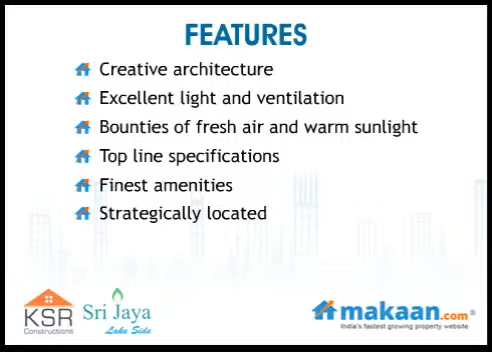 FEATURES
Creative architecture
Excellent light and ventilation
Bounties of fresh air and warm sunlight
Top line specifications
Finest amenities
Strategically located
KSR
Constructions
Sri Jaya
Lake Side
makaan.com®
India's fastest growing property website